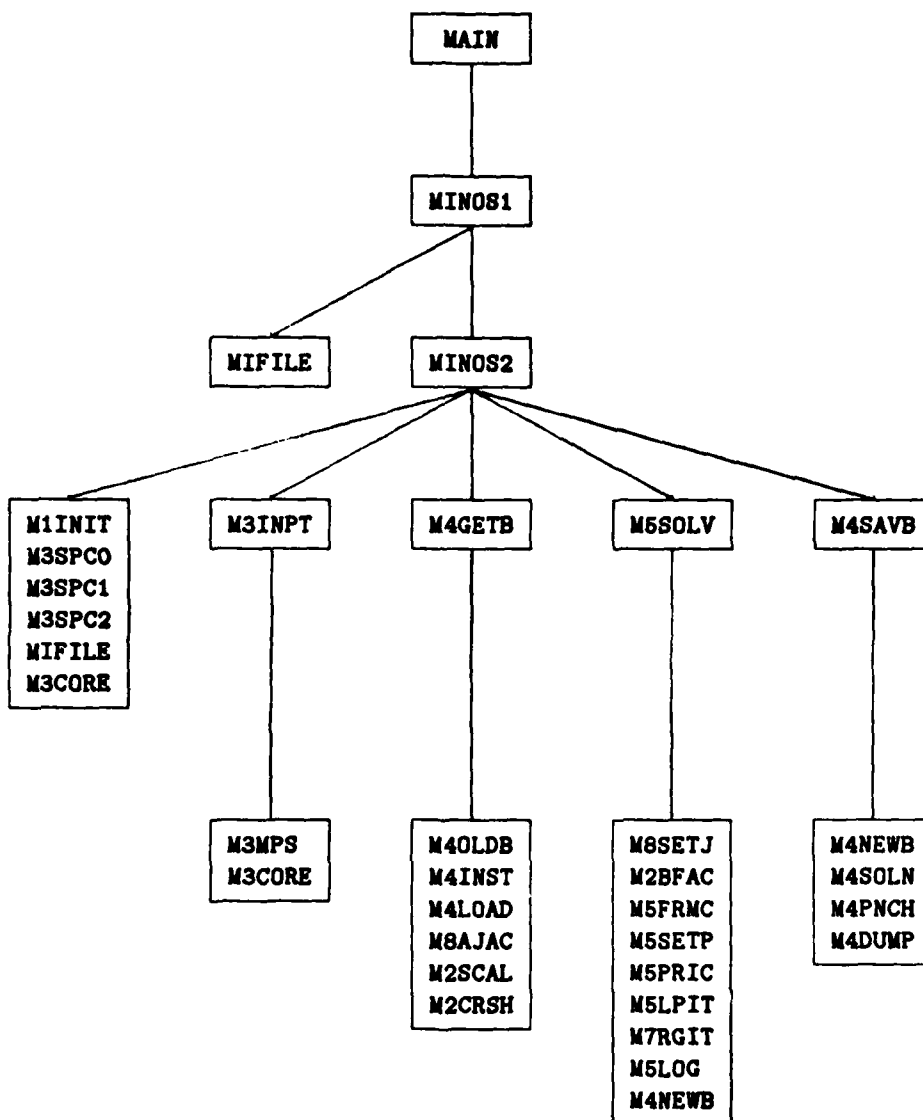 MAIN
MINOS1
MIFILE
MINOS2
M1INIT
M3SPC0
M3SPC1
M3SPC2
MIFILE
M3CORE
M3INPT
M4GETB
M5SOLV
M4SAVB
M3MPS
M3CORE
M4OLDB
M4INST
M4LOAD
M8AJAC
M2SCAL
M2CRSH
M8SETJ
M2BFAC
M5FRMC
M5SETP
M5PRIC
M5LPIT
M7RGIT
M5LOG
M4NEWB
M4NEWB
M4SOLN
M4PNCH
M4DUMP